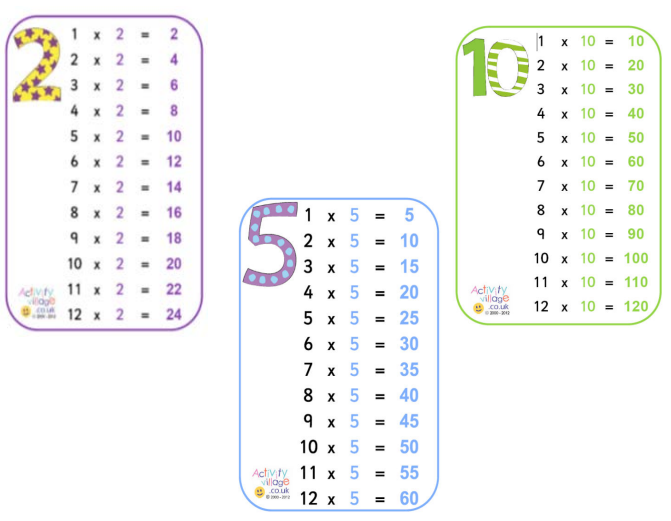 2
1 x 2 = 2
2 x 2 = 4
3 x 2 = 6
4 x 2 = 8
5 x 2 = 10
6 x 2 = 12
7 x 2 = 14
8 x 2 = 16
9 x 2 = 18
10 x 2 = 20
11 x 2 = 22
12 x 2 = 24
Activity
village
.co.uk
© 2000 - 2012
5
1 x 5 = 5
2 x 5 = 10
3 x 5 = 15
4 x 5 = 20
5 x 5 = 25
6 x 5 = 30
7 x 5 = 35
8 x 5 = 40
9 x 5 = 45
10 x 5 = 50
11 x 5 = 55
12 x 5 = 60
Activity
village
.co.uk
© 2000 - 2012
10
1 x 10 = 10
2 x 10 = 20
3 x 10 = 30
4 x 10 = 40
5 x 10 = 50
6 x 10 = 60
7 x 10 = 70
8 x 10 = 80
9 x 10 = 90
10 x 10 = 100
11 x 10 = 110
12 x 10 = 120
Activity
village
.co.uk
© 2000 - 2012